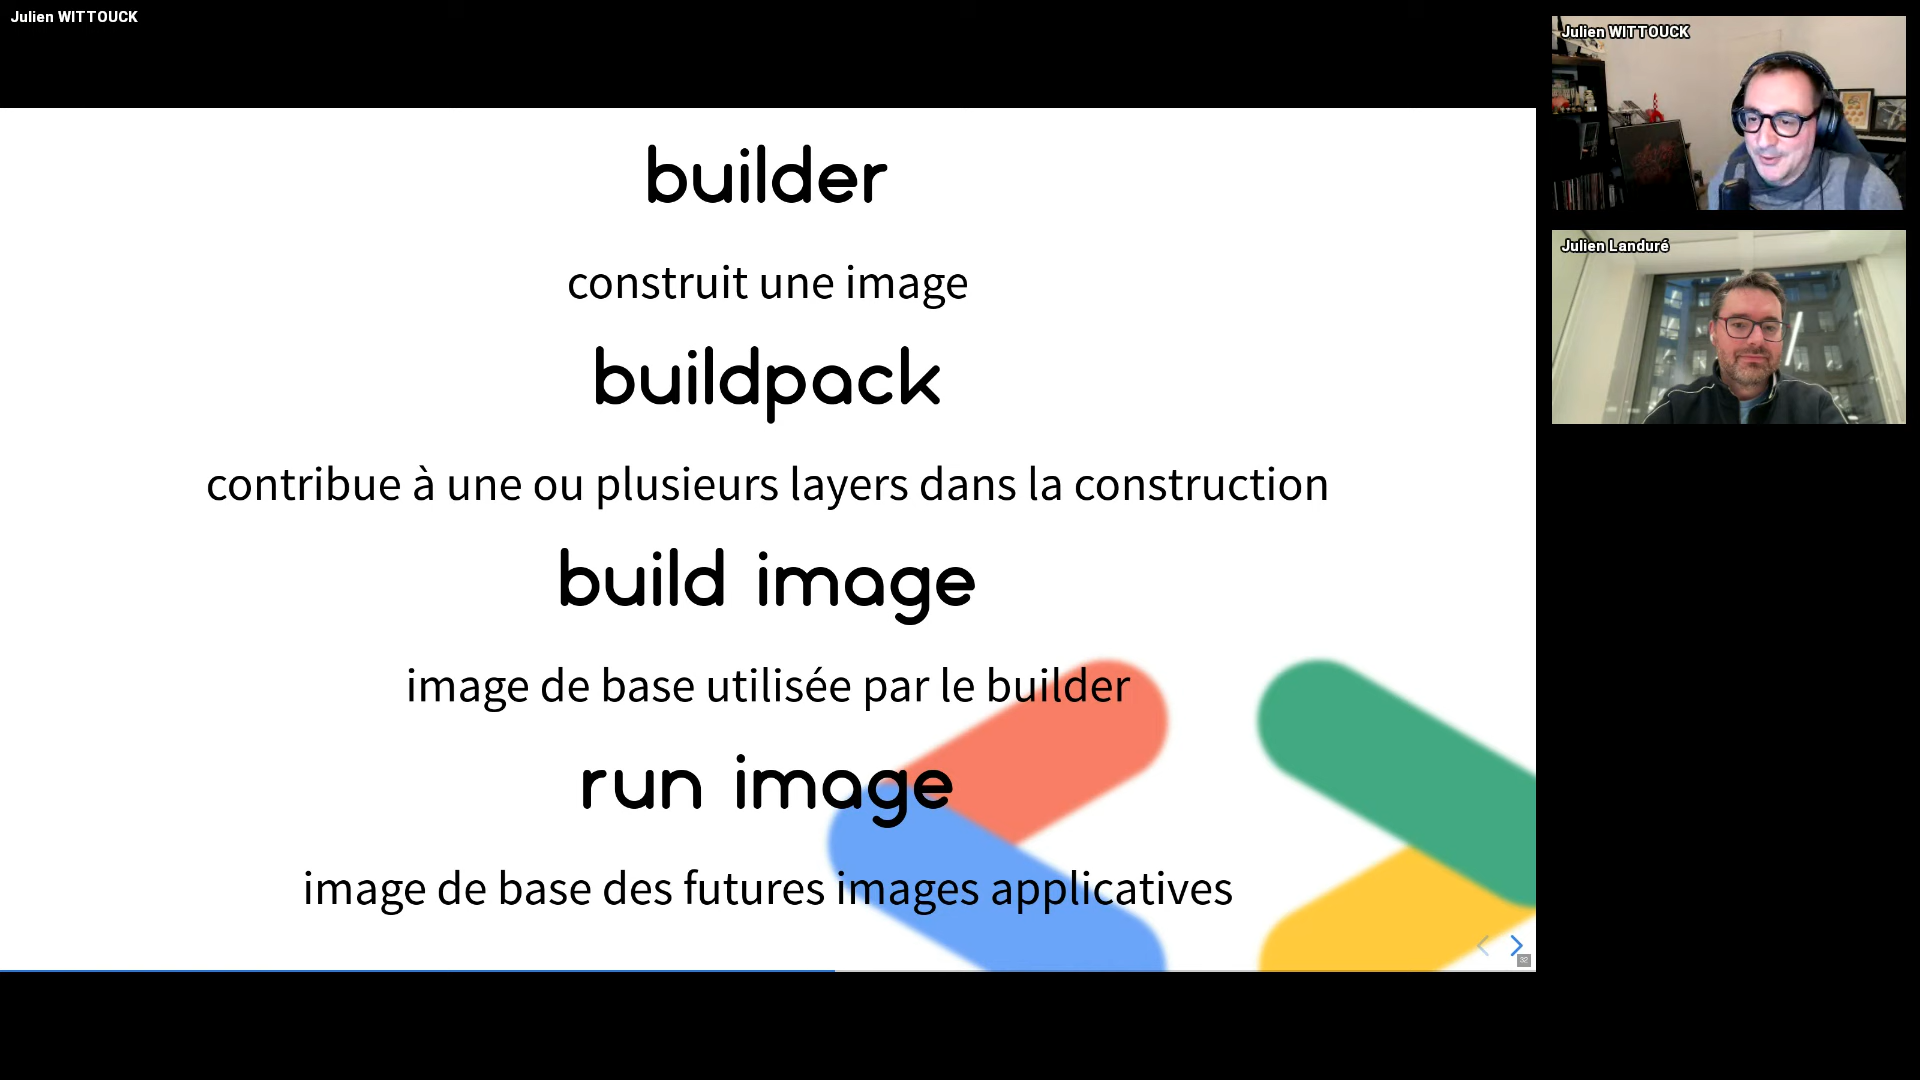 Julien WITTOUCK
builder
construit une image
buildpack
contribue à une ou plusieurs layers dans la construction
build image
image de base utilisée par le builder
run image
image de base des futures images applicatives
32
Julien WITTOUCK
Julien Landuré